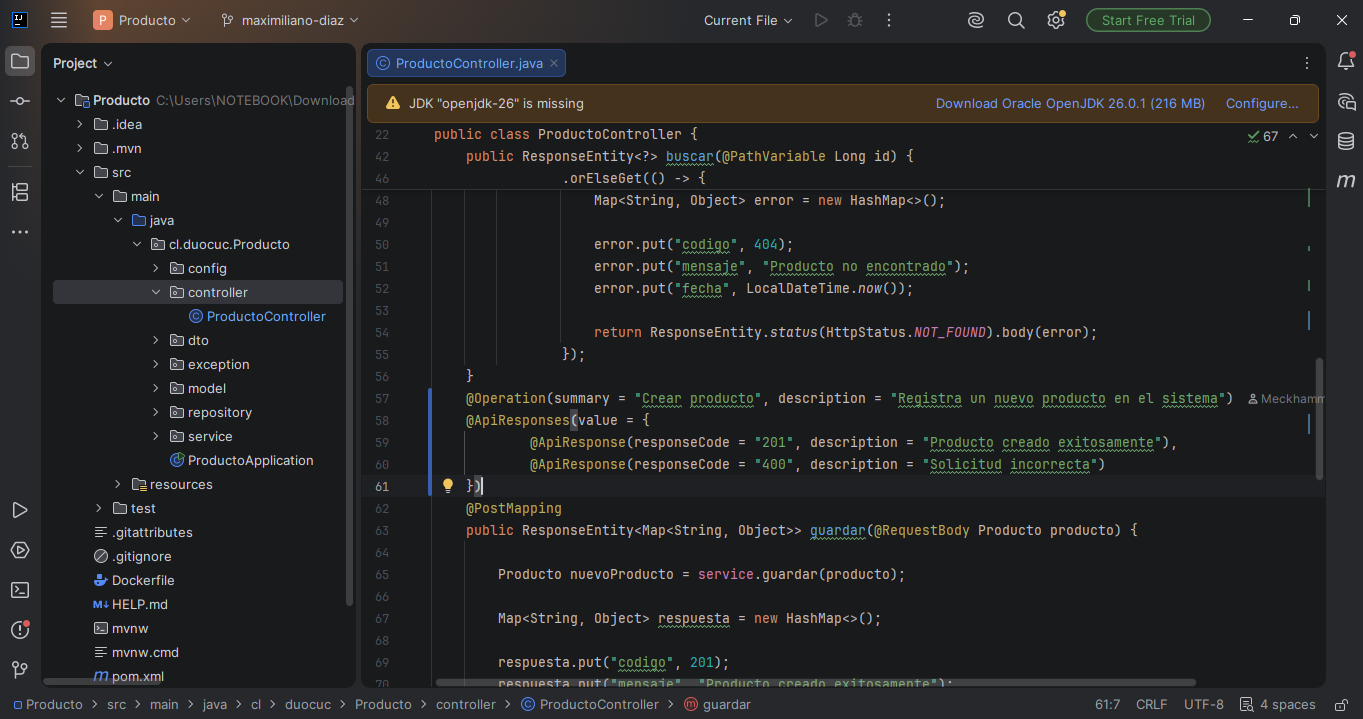 P Producto maximiliano-diaz Current File Start Free Trial
Project
ProductoController.java
Producto C:\Users\NOTEBOOK\Download
.idea
.mvn
src
main
java
cl.duocuc.Producto
config
controller
ProductoController
dto
exception
model
repository
service
ProductoApplication
resources
test
.gitattributes
.gitignore
Dockerfile
HELP.md
mvnw
mvnw.cmd
pom.xml
JDK "openjdk-26" is missing Download Oracle OpenJDK 26.0.1 (216 MB) Configure...
67
22 public class ProductoController {
42 public ResponseEntity<?> buscar(@PathVariable Long id) {
46 .orElseGet(() -> {
48 Map<String, Object> error = new HashMap<>();
49
50 error.put("codigo", 404);
51 error.put("mensaje", "Producto no encontrado");
52 error.put("fecha", LocalDateTime.now());
53
54 return ResponseEntity.status(HttpStatus.NOT_FOUND).body(error);
55 });
56 }
57 @Operation(summary = "Crear producto", description = "Registra un nuevo producto en el sistema") Meckhamm
58 @ApiResponses(value = {
59 @ApiResponse(responseCode = "201", description = "Producto creado exitosamente"),
60 @ApiResponse(responseCode = "400", description = "Solicitud incorrecta")
61 })
62 @PostMapping
63 public ResponseEntity<Map<String, Object>> guardar(@RequestBody Producto producto) {
64
65 Producto nuevoProducto = service.guardar(producto);
66
67 Map<String, Object> respuesta = new HashMap<>();
68
69 respuesta.put("codigo", 201);
70 respuesta.put("mensaje", "Producto creado exitosamente");
Producto > src > main > java > cl > duocuc > Producto > controller > ProductoController > guardar 61:7 CRLF UTF-8 4 spaces